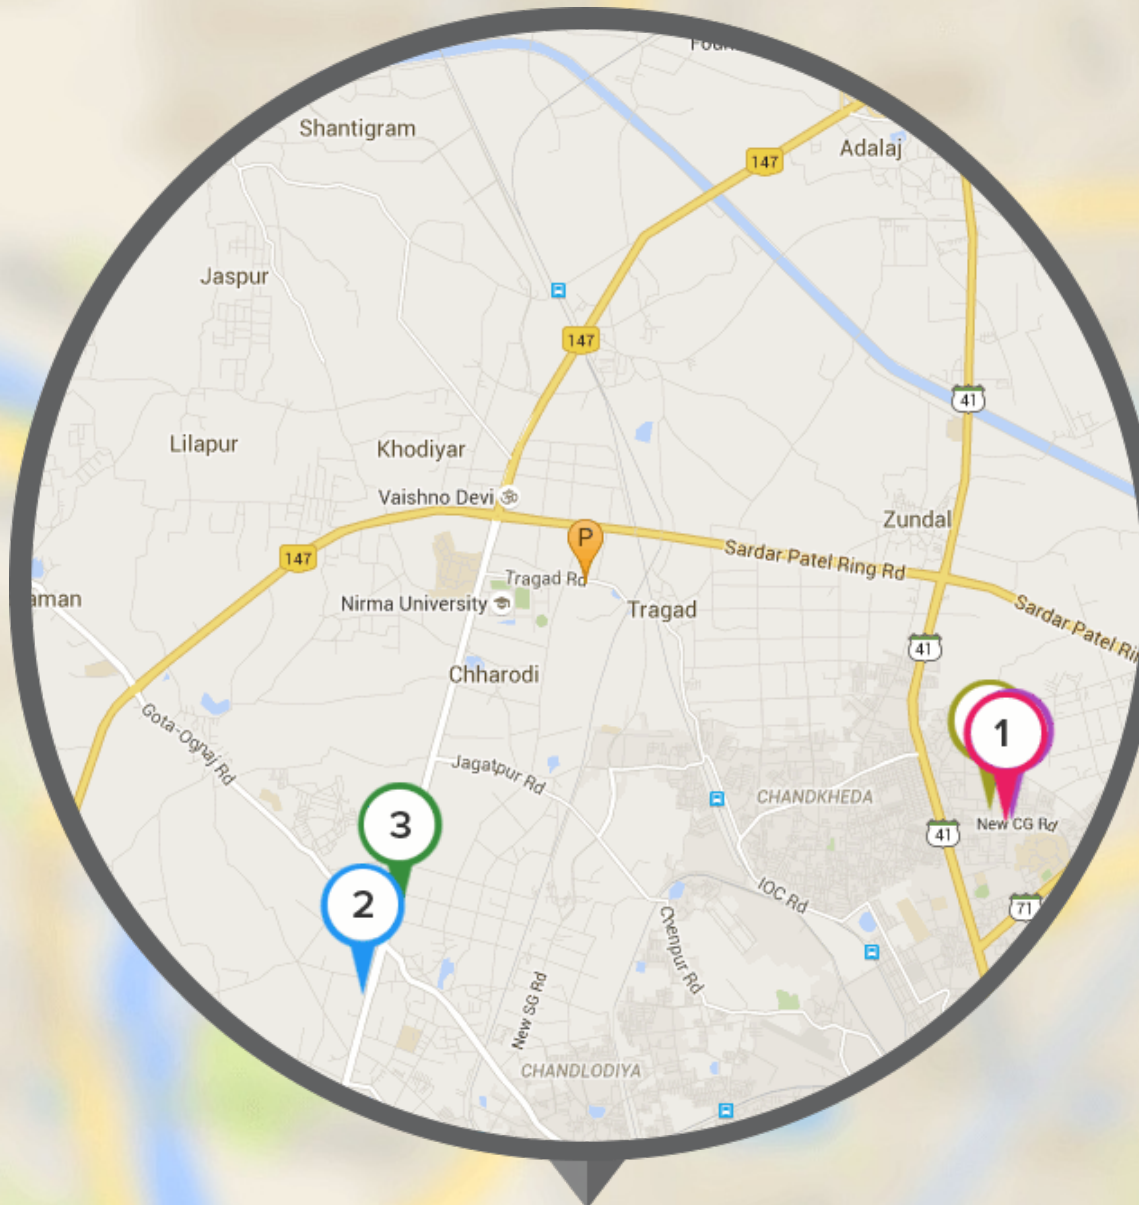 Shantigram
Adalaj
147
Jaspur
147
41
Lilapur
Khodiyar
Vaishno Devi
Zundal
P
147
Sardar Patel Ring Rd
Tragad Rd
Nirma University
Tragad
Sardar Patel Ri
aman
41
Chharodi
Gota-Ognaj Rd
1
Jagatpur Rd
CHANDKHEDA
3
New CG Rd
41
2
IOC Rd
71
Chenpur Rd
New SG Rd
CHANDLODIYA